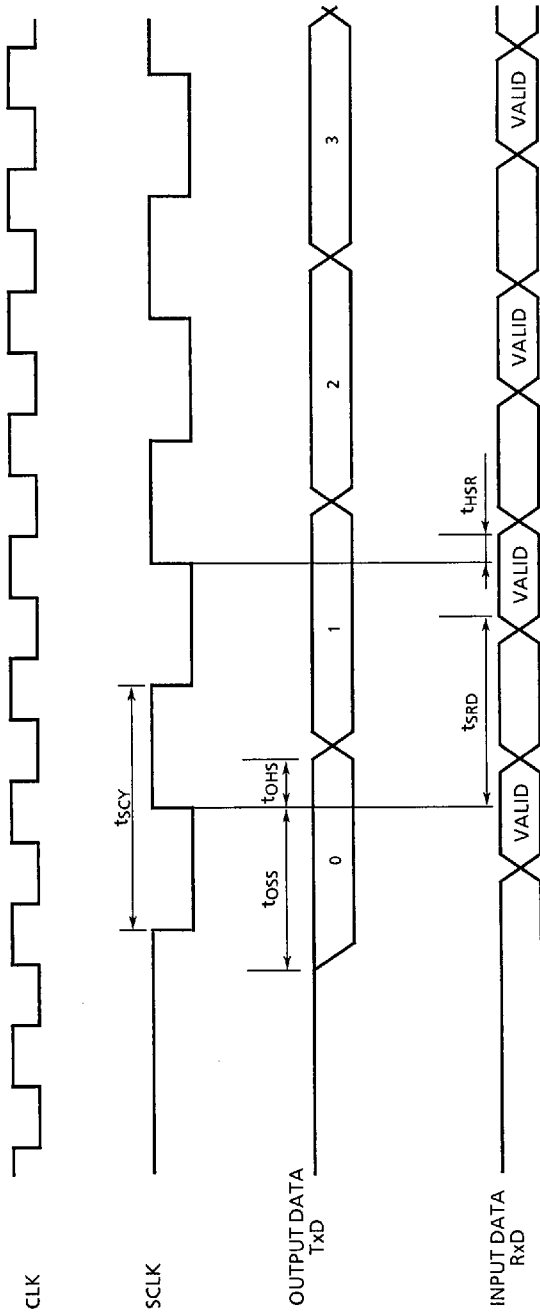 CLK
SCLK
tSCY
OUTPUT DATA
TxD
tOSS
tOHS
0
1
2
3
INPUT DATA
RxD
tSRD
tHSR
VALID
VALID
VALID
VALID